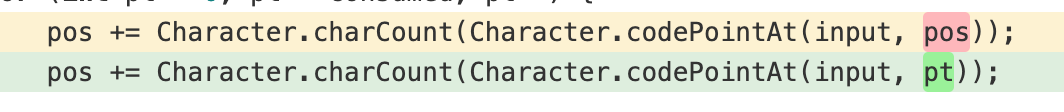 pos += Character.charCount(Character.codePointAt(input, pos));
pos += Character.charCount(Character.codePointAt(input, pt));